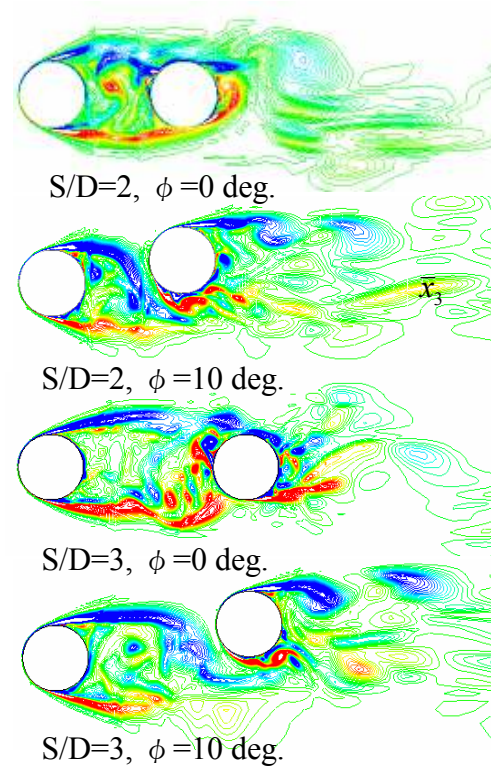 S/D=2, ϕ=0 deg.
x̅₃
S/D=2, ϕ=10 deg.
S/D=3, ϕ=0 deg.
S/D=3, ϕ=10 deg.